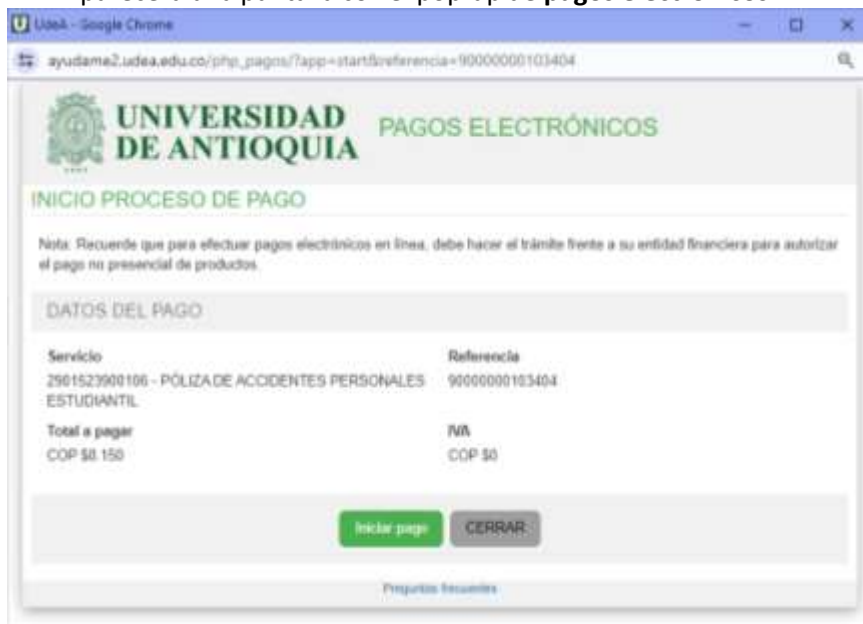 UdeA - Google Chrome
ayudame2.udea.edu.co/php_pagos/?app=start&referencia=90000000103404
UNIVERSIDAD
DE ANTIOQUIA
PAGOS ELECTRÓNICOS
INICIO PROCESO DE PAGO
Nota: Recuerde que para efectuar pagos electrónicos en línea, debe hacer el trámite frente a su entidad financiera para autorizar
el pago no presencial de productos.
DATOS DEL PAGO
Servicio Referencia
2901523900106 - PÓLIZA DE ACCIDENTES PERSONALES 90000000103404
ESTUDIANTIL
Total a pagar IVA
COP $8.150 COP $0
Iniciar pago CERRAR
Preguntas frecuentes